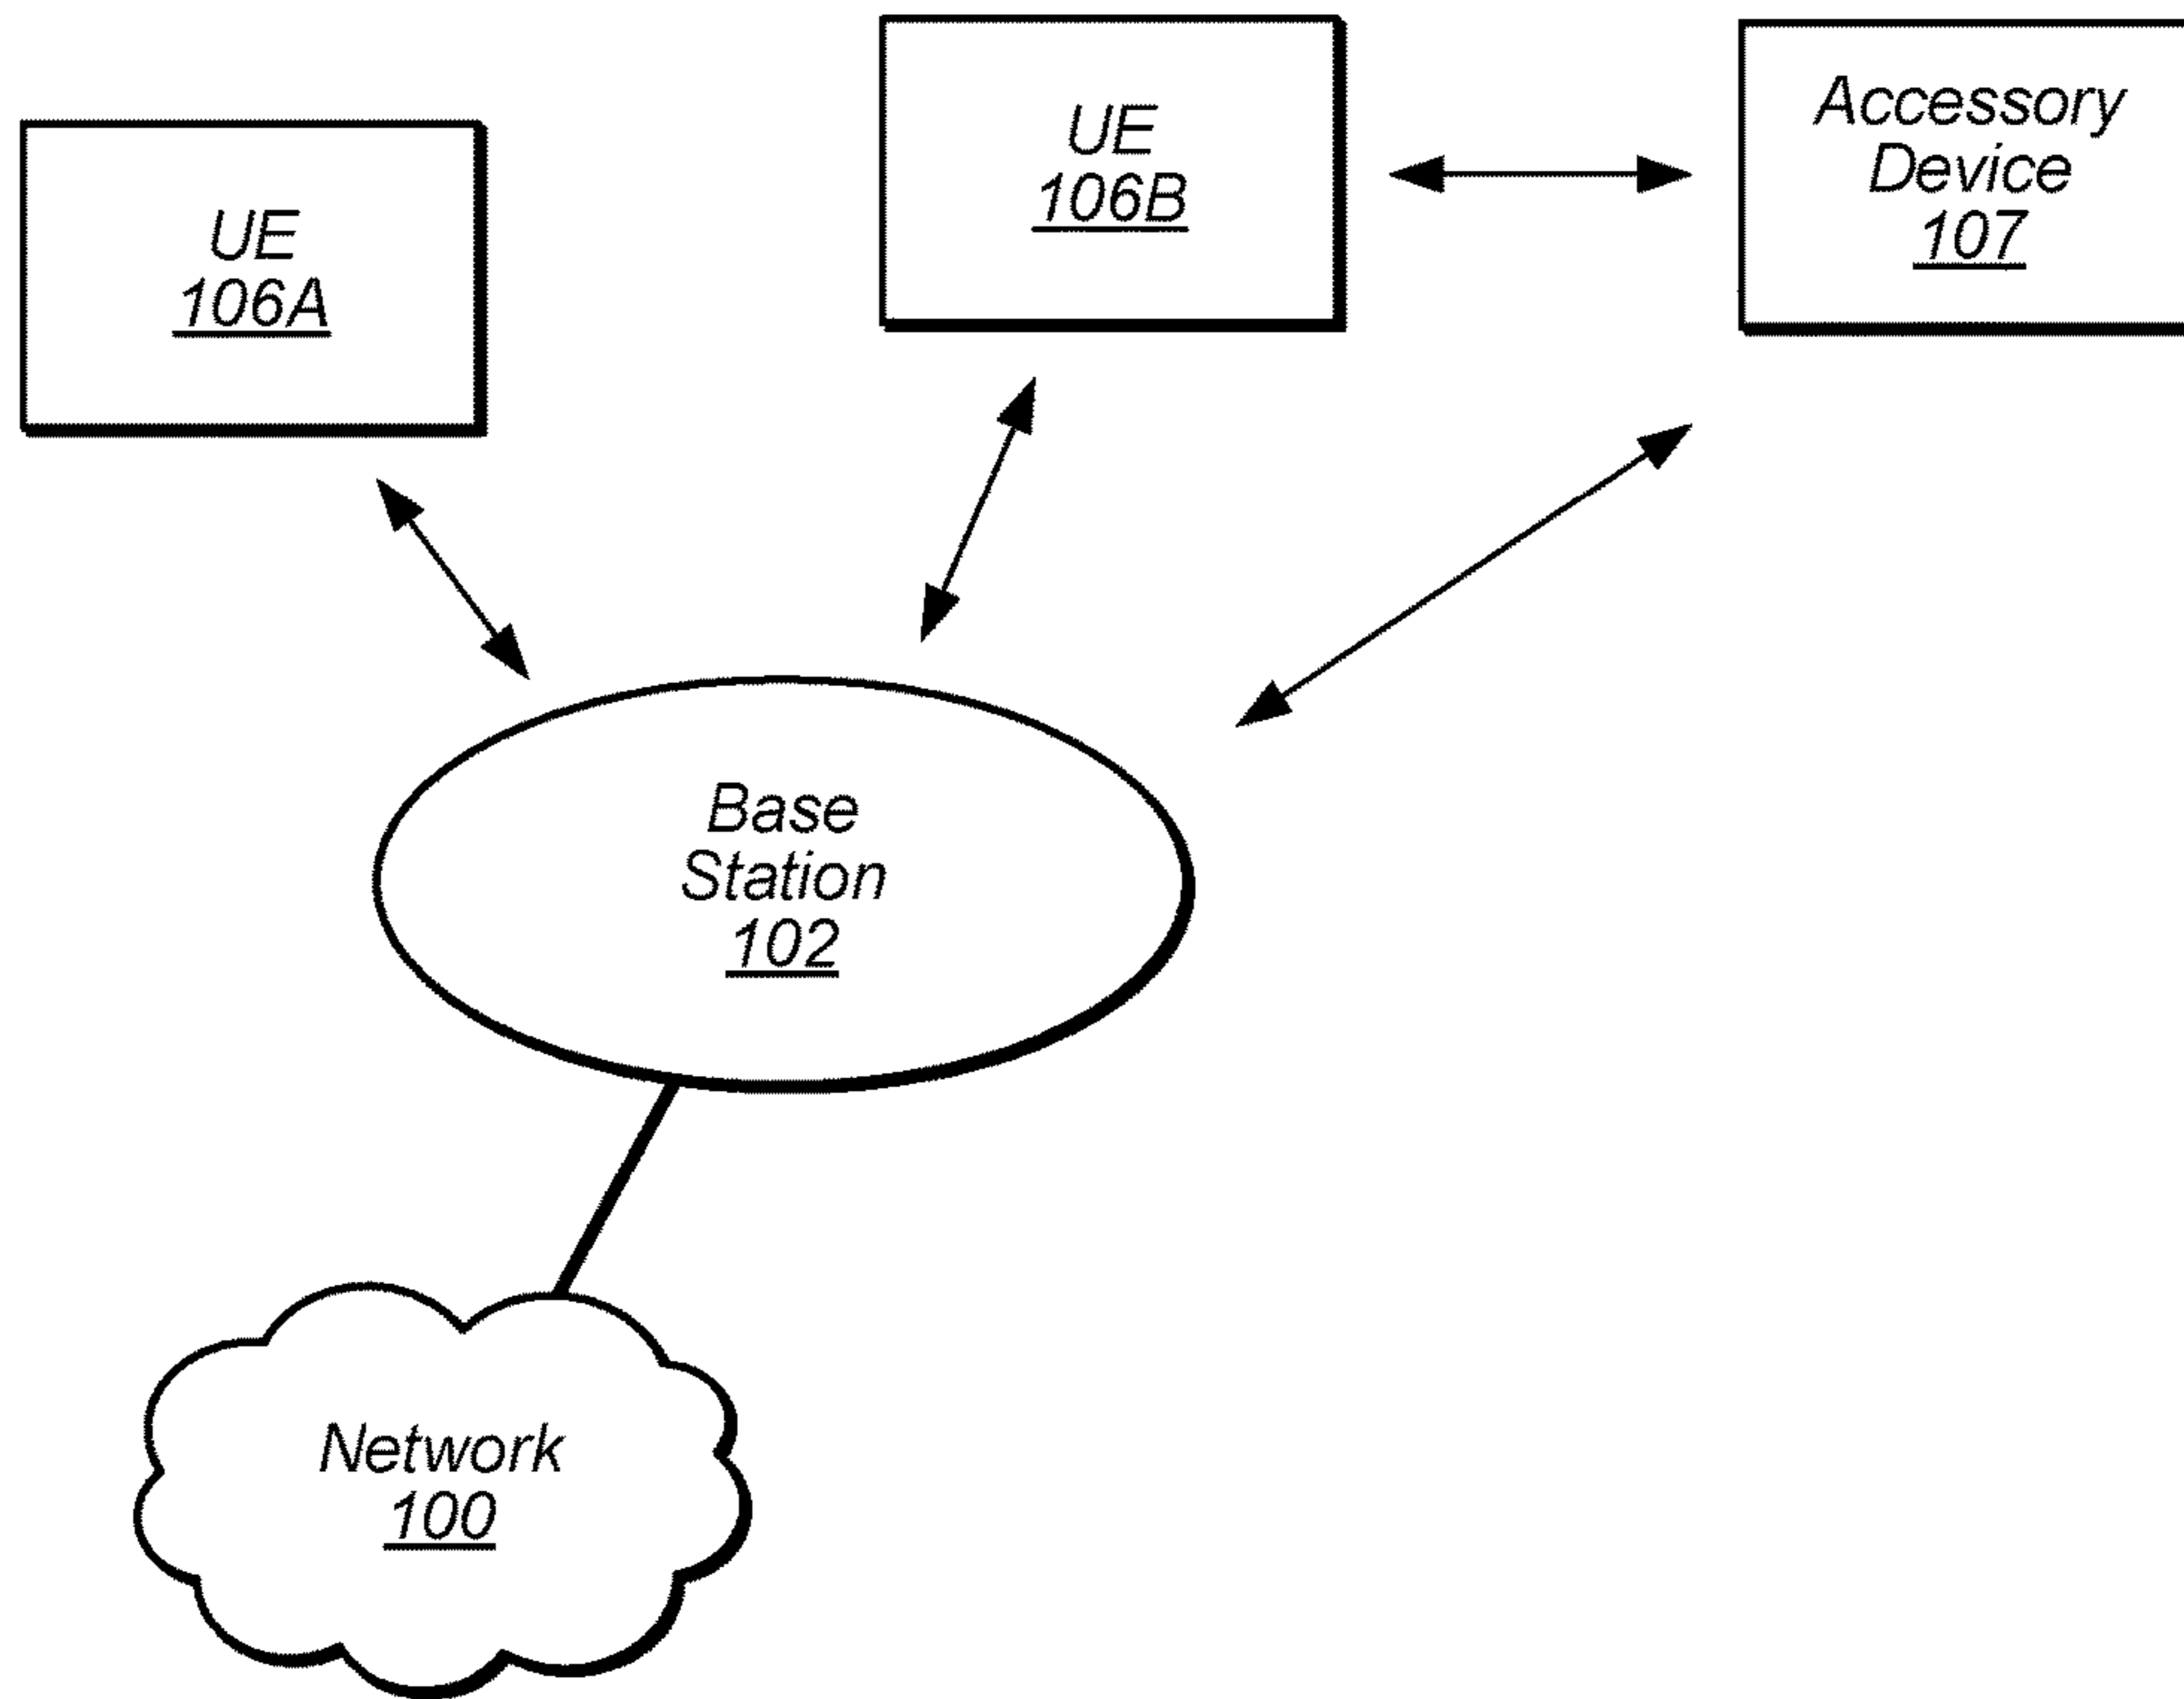 UE
106A
UE
106B
Accessory
Device
107
Base
Station
102
Network
100